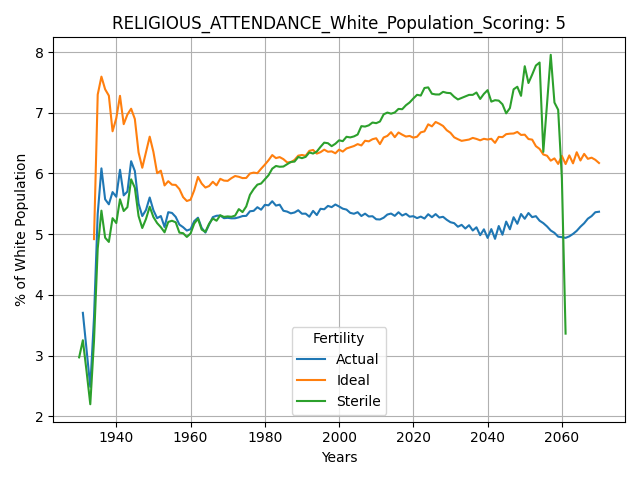 RELIGIOUS_ATTENDANCE_White_Population_Scoring: 5
% of White Population
8
7
6
5
4
3
2
Fertility
Actual
Ideal
Sterile
1940 1960 1980 2000 2020 2040 2060
Years